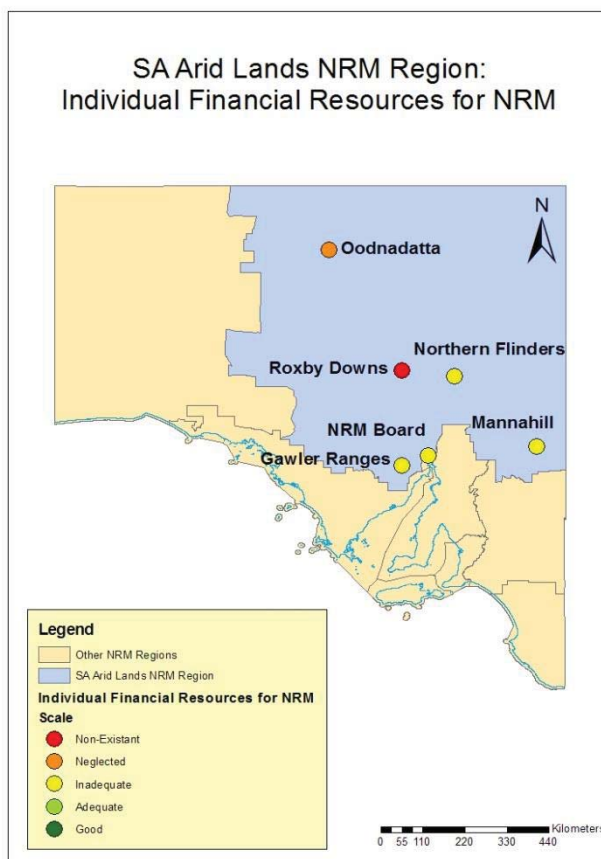 SA Arid Lands NRM Region:
Individual Financial Resources for NRM
N
Oodnadatta
Northern Flinders
Roxby Downs
Mannahill
NRM Board
Gawler Ranges
Legend
Other NRM Regions
SA Arid Lands NRM Region
Individual Financial Resources for NRM
Scale
Non-Existant
Neglected
Inadequate
Adequate
Good
Kilometers
0 55 110 220 330 440